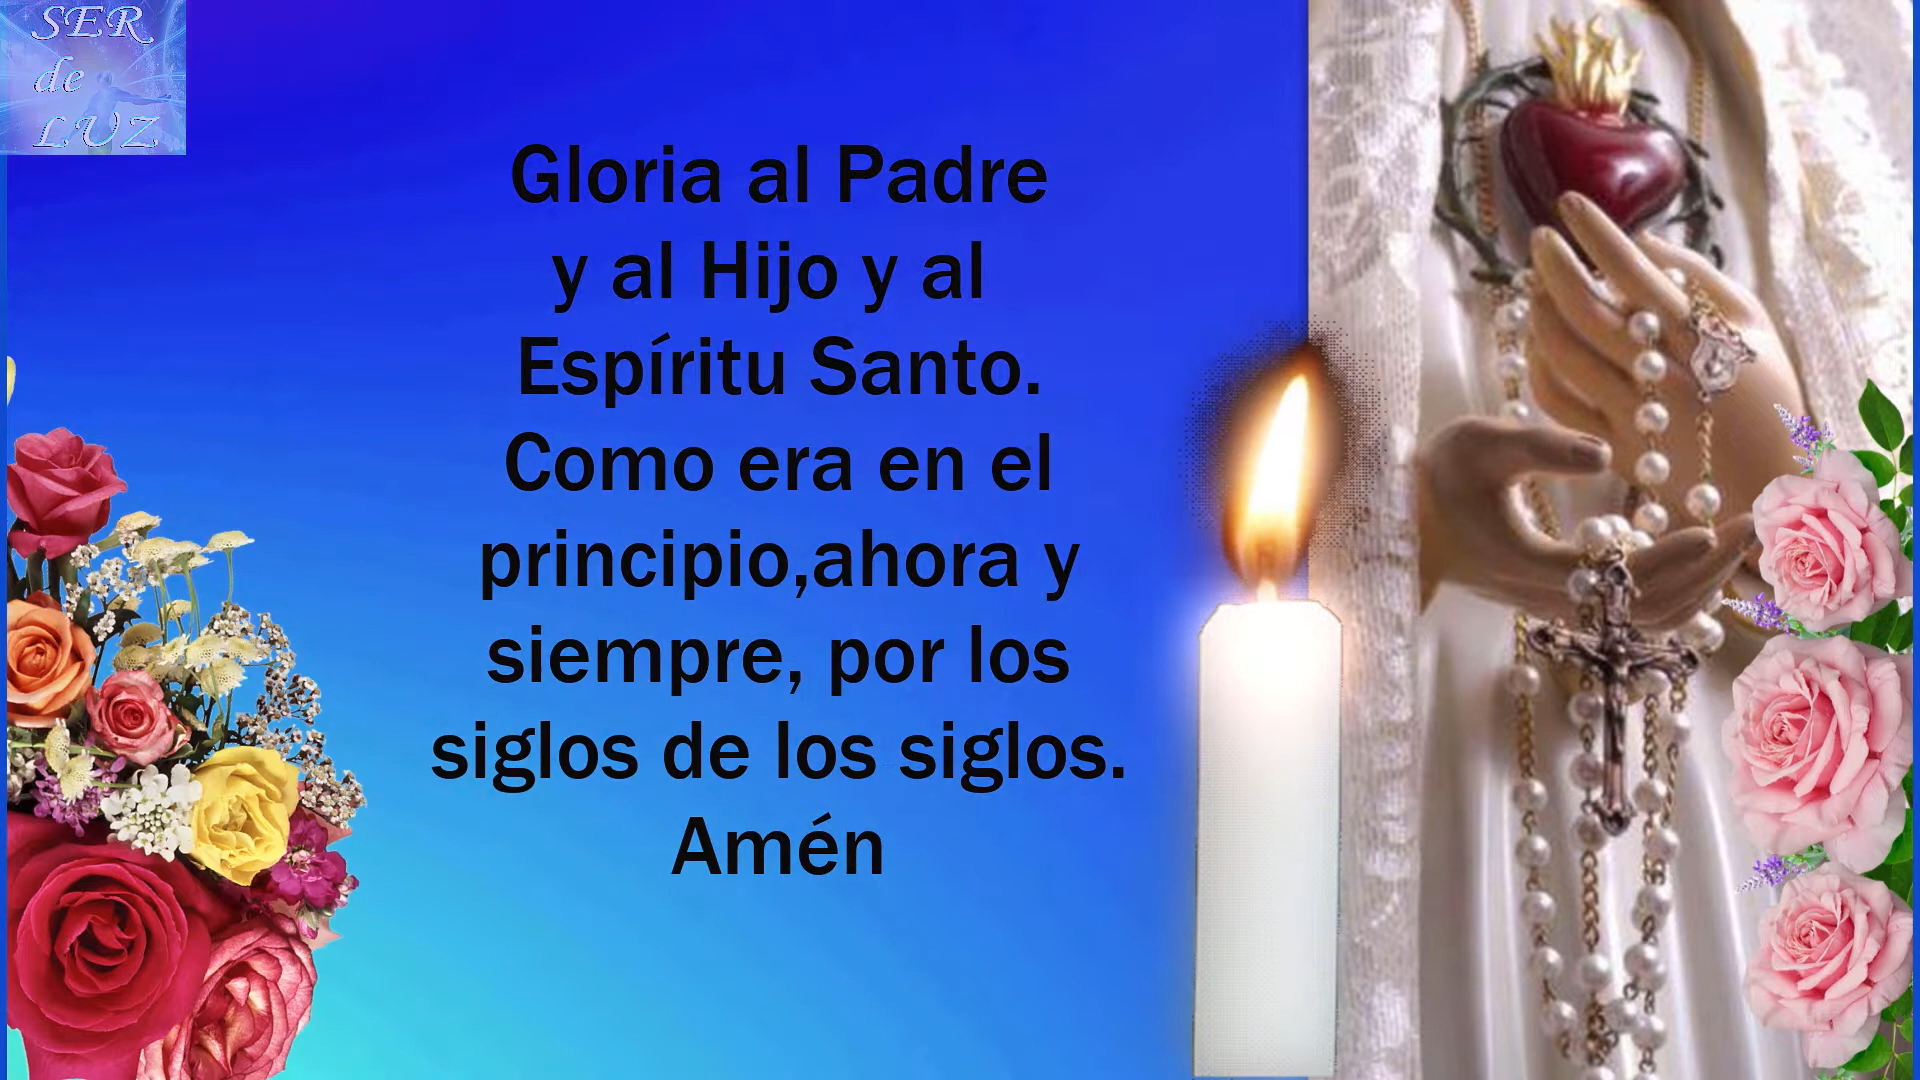 SER
de
LUZ
Gloria al Padre
y al Hijo y al
Espíritu Santo.
Como era en el
principio,ahora y
siempre, por los
siglos de los siglos.
Amén